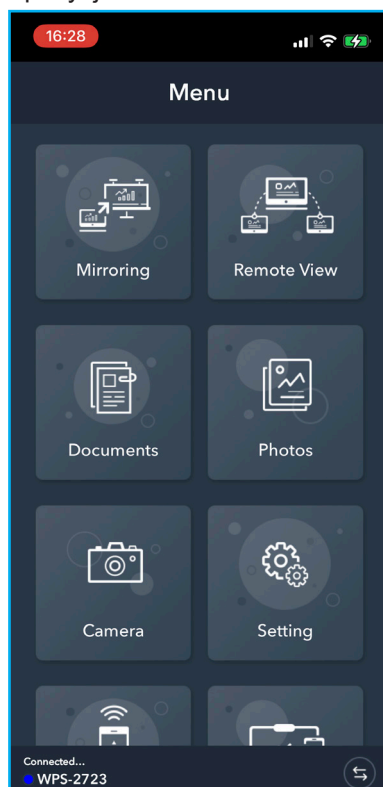 16:28
Menu
Mirroring
Remote View
Documents
Photos
Camera
Setting
Connected...
WPS-2723